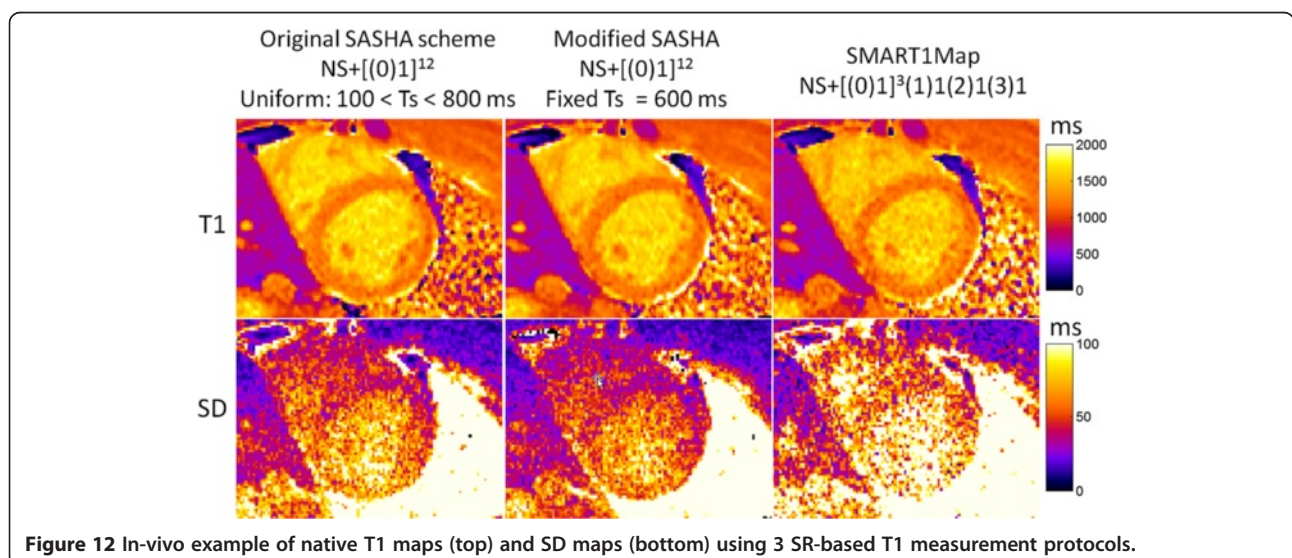 Original SASHA scheme
NS+[(0)1]¹²
Uniform: 100 < Ts < 800 ms
Modified SASHA
NS+[(0)1]¹²
Fixed Ts = 600 ms
SMART1Map
NS+[(0)1]³(1)1(2)1(3)1
T1
ms
2000
1500
1000
500
0
SD
ms
100
50
0
Figure 12 In-vivo example of native T1 maps (top) and SD maps (bottom) using 3 SR-based T1 measurement protocols.